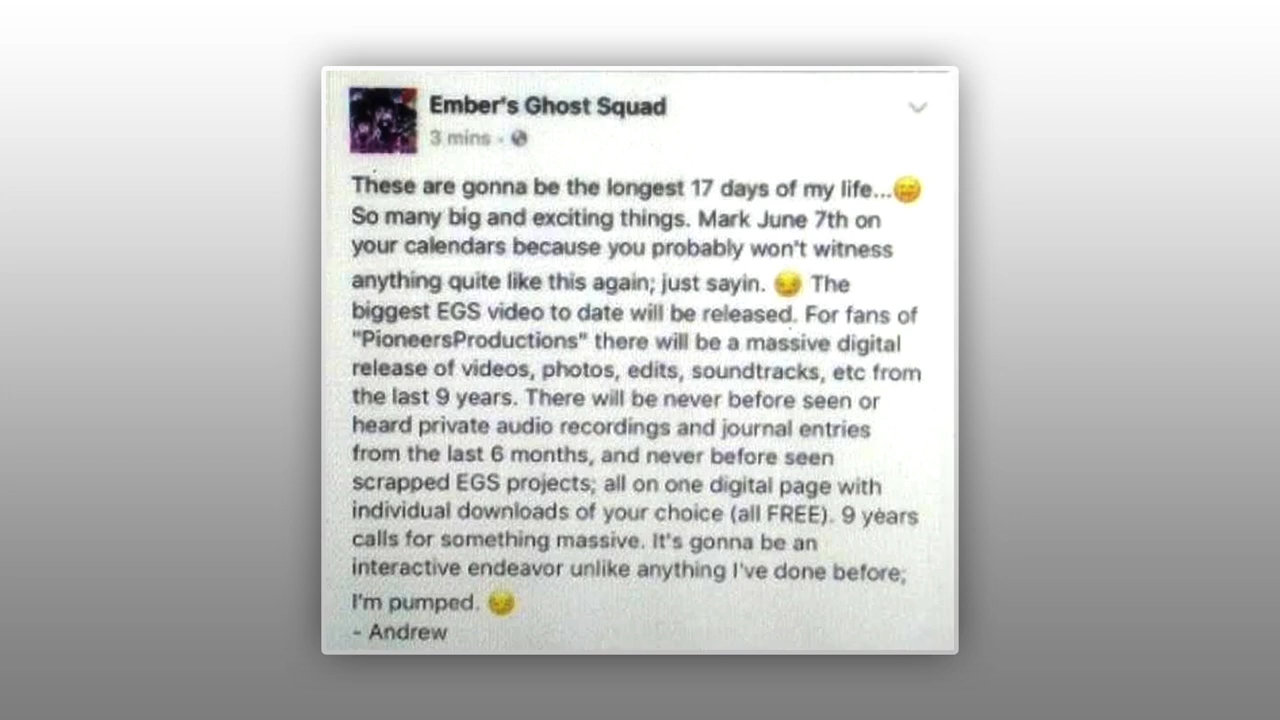 Ember's Ghost Squad
3 mins ·
These are gonna be the longest 17 days of my life...😄
So many big and exciting things. Mark June 7th on
your calendars because you probably won't witness
anything quite like this again; just sayin. 😏 The
biggest EGS video to date will be released. For fans of
"PioneersProductions" there will be a massive digital
release of videos, photos, edits, soundtracks, etc from
the last 9 years. There will be never before seen or
heard private audio recordings and journal entries
from the last 6 months, and never before seen
scrapped EGS projects; all on one digital page with
individual downloads of your choice (all FREE). 9 years
calls for something massive. It's gonna be an
interactive endeavor unlike anything I've done before;
I'm pumped. 😏
- Andrew